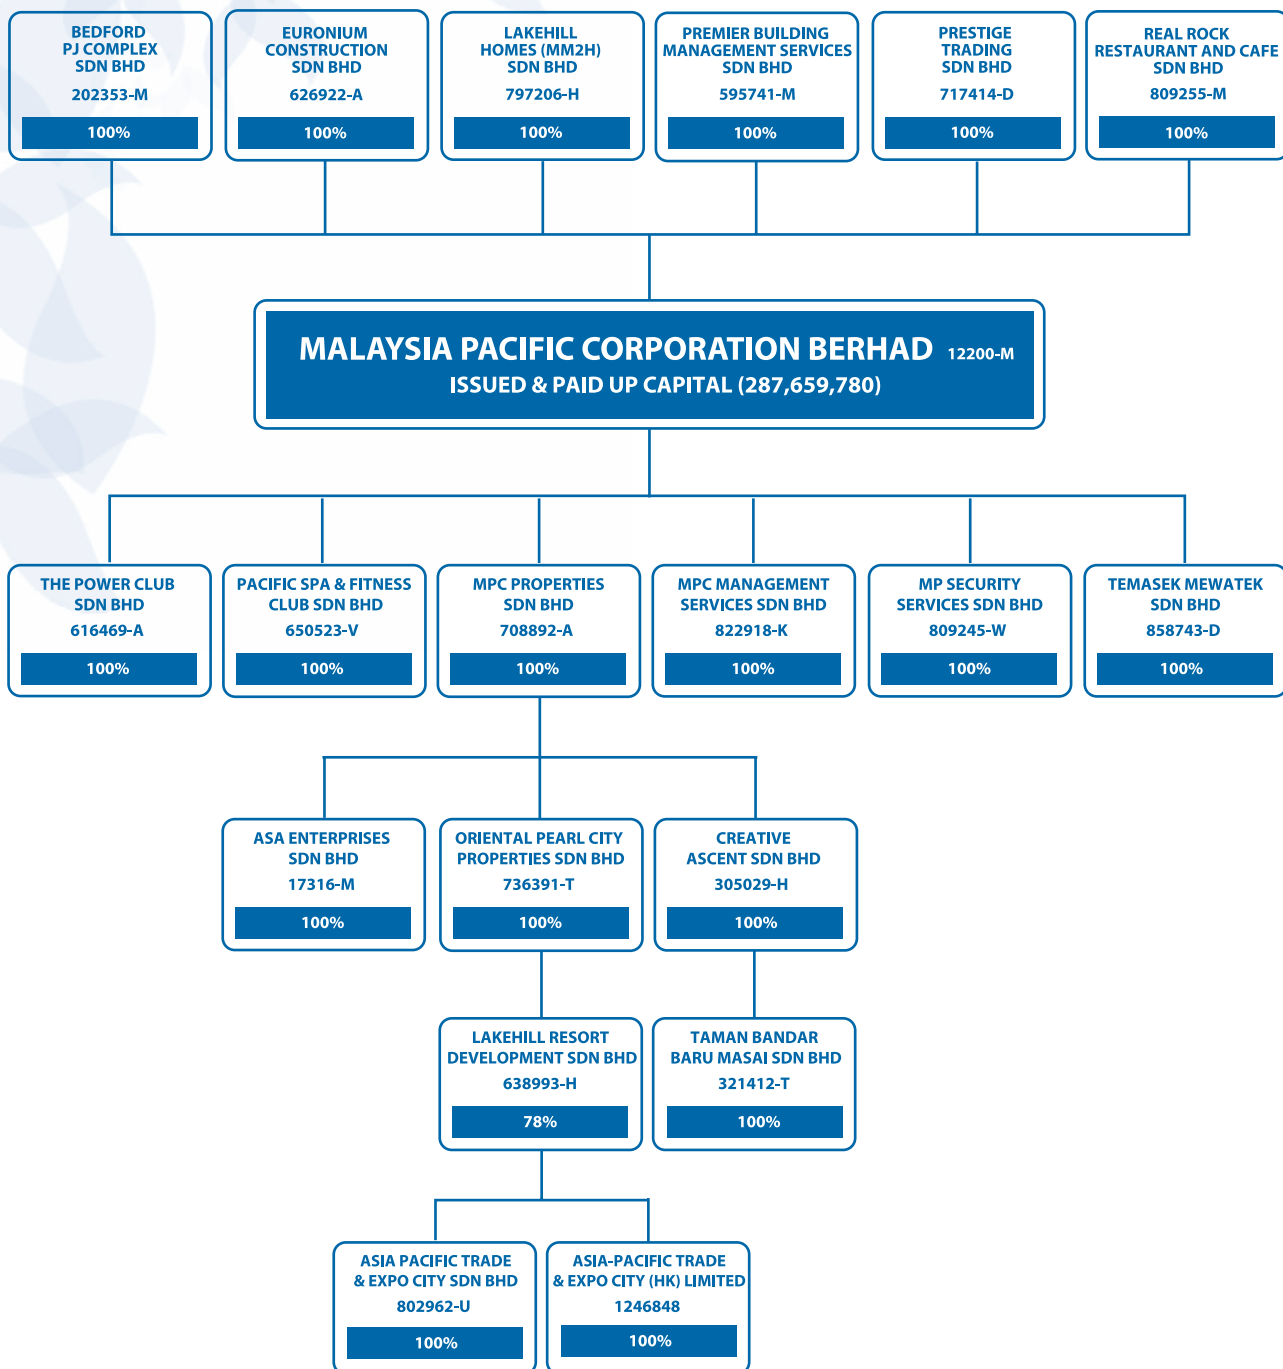 BEDFORD
PJ COMPLEX
SDN BHD
202353-M
100%
EURONIUM
CONSTRUCTION
SDN BHD
626922-A
100%
LAKEHILL
HOMES (MM2H)
SDN BHD
797206-H
100%
PREMIER BUILDING
MANAGEMENT SERVICES
SDN BHD
595741-M
100%
PRESTIGE
TRADING
SDN BHD
717414-D
100%
REAL ROCK
RESTAURANT AND CAFE
SDN BHD
809255-M
100%
MALAYSIA PACIFIC CORPORATION BERHAD 12200-M
ISSUED & PAID UP CAPITAL (287,659,780)
THE POWER CLUB
SDN BHD
616469-A
100%
PACIFIC SPA & FITNESS
CLUB SDN BHD
650523-V
100%
MPC PROPERTIES
SDN BHD
708892-A
100%
MPC MANAGEMENT
SERVICES SDN BHD
822918-K
100%
MP SECURITY
SERVICES SDN BHD
809245-W
100%
TEMASEK MEWATEK
SDN BHD
858743-D
100%
ASA ENTERPRISES
SDN BHD
17316-M
100%
ORIENTAL PEARL CITY
PROPERTIES SDN BHD
736391-T
100%
CREATIVE
ASCENT SDN BHD
305029-H
100%
LAKEHILL RESORT
DEVELOPMENT SDN BHD
638993-H
78%
TAMAN BANDAR
BARU MASAI SDN BHD
321412-T
100%
ASIA PACIFIC TRADE
& EXPO CITY SDN BHD
802962-U
100%
ASIA-PACIFIC TRADE
& EXPO CITY (HK) LIMITED
1246848
100%